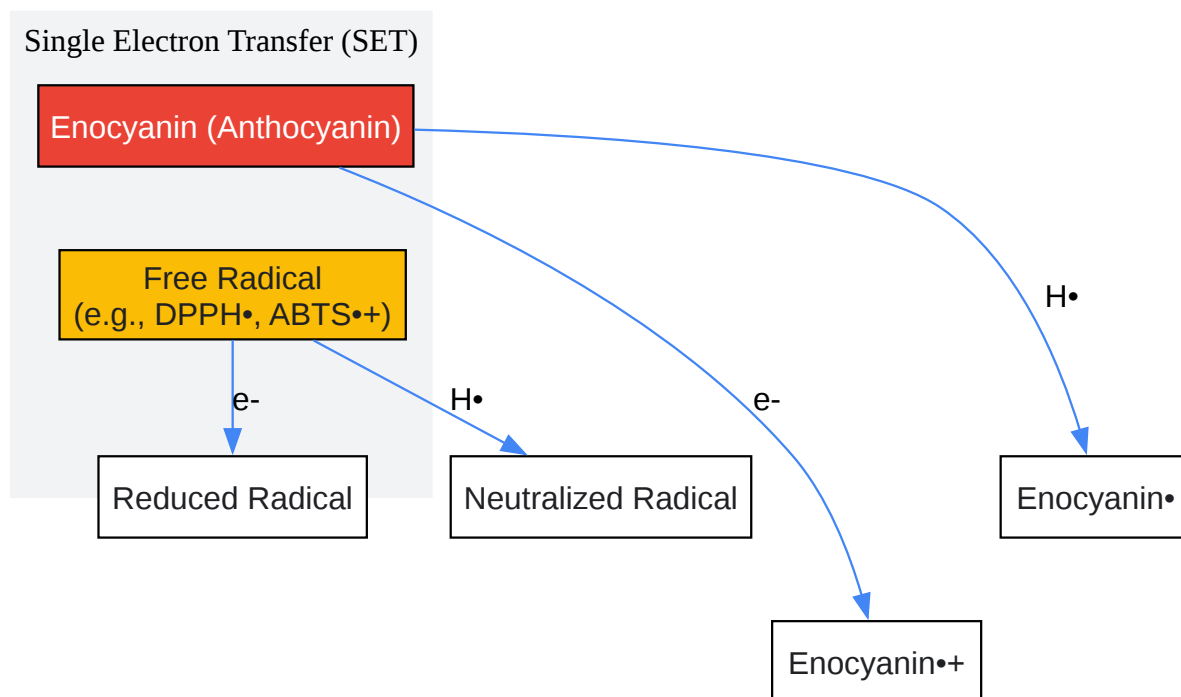 Single Electron Transfer (SET)
Enocyanin (Anthocyanin)
Free Radical
(e.g., DPPH•, ABTS•+)
H•
e-
H•
e-
Reduced Radical
Neutralized Radical
Enocyanin•
Enocyanin•+